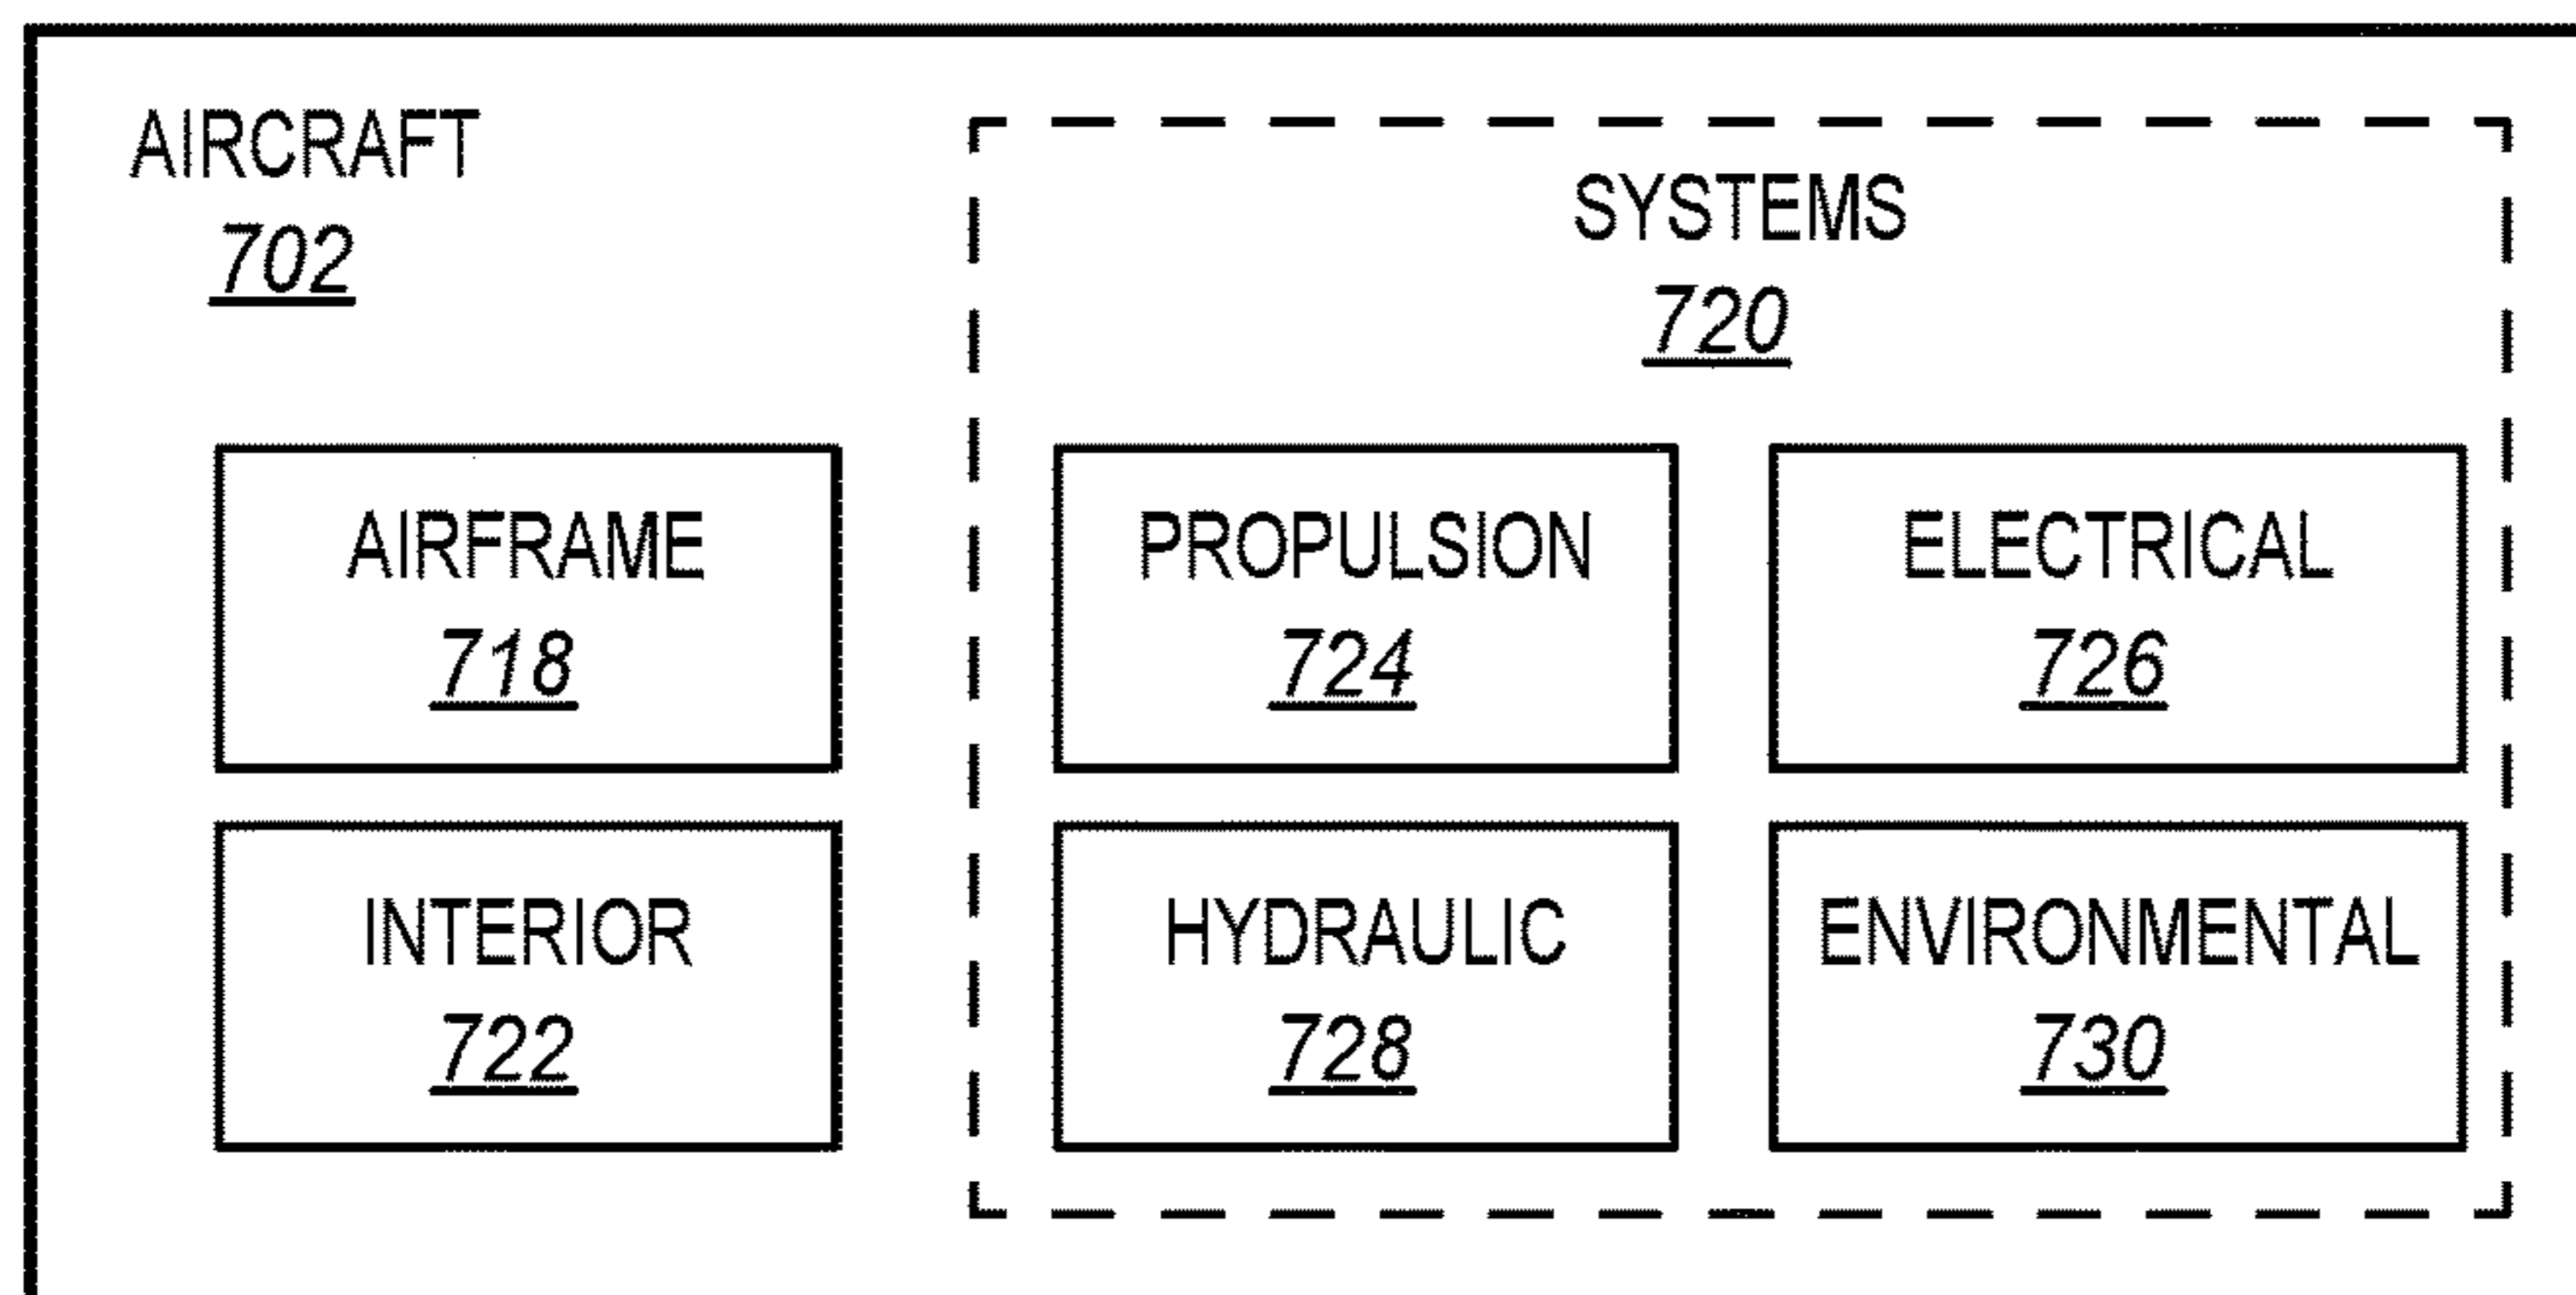 AIRCRAFT
702
SYSTEMS
720
AIRFRAME
718
PROPULSION
724
ELECTRICAL
726
INTERIOR
722
HYDRAULIC
728
ENVIRONMENTAL
730